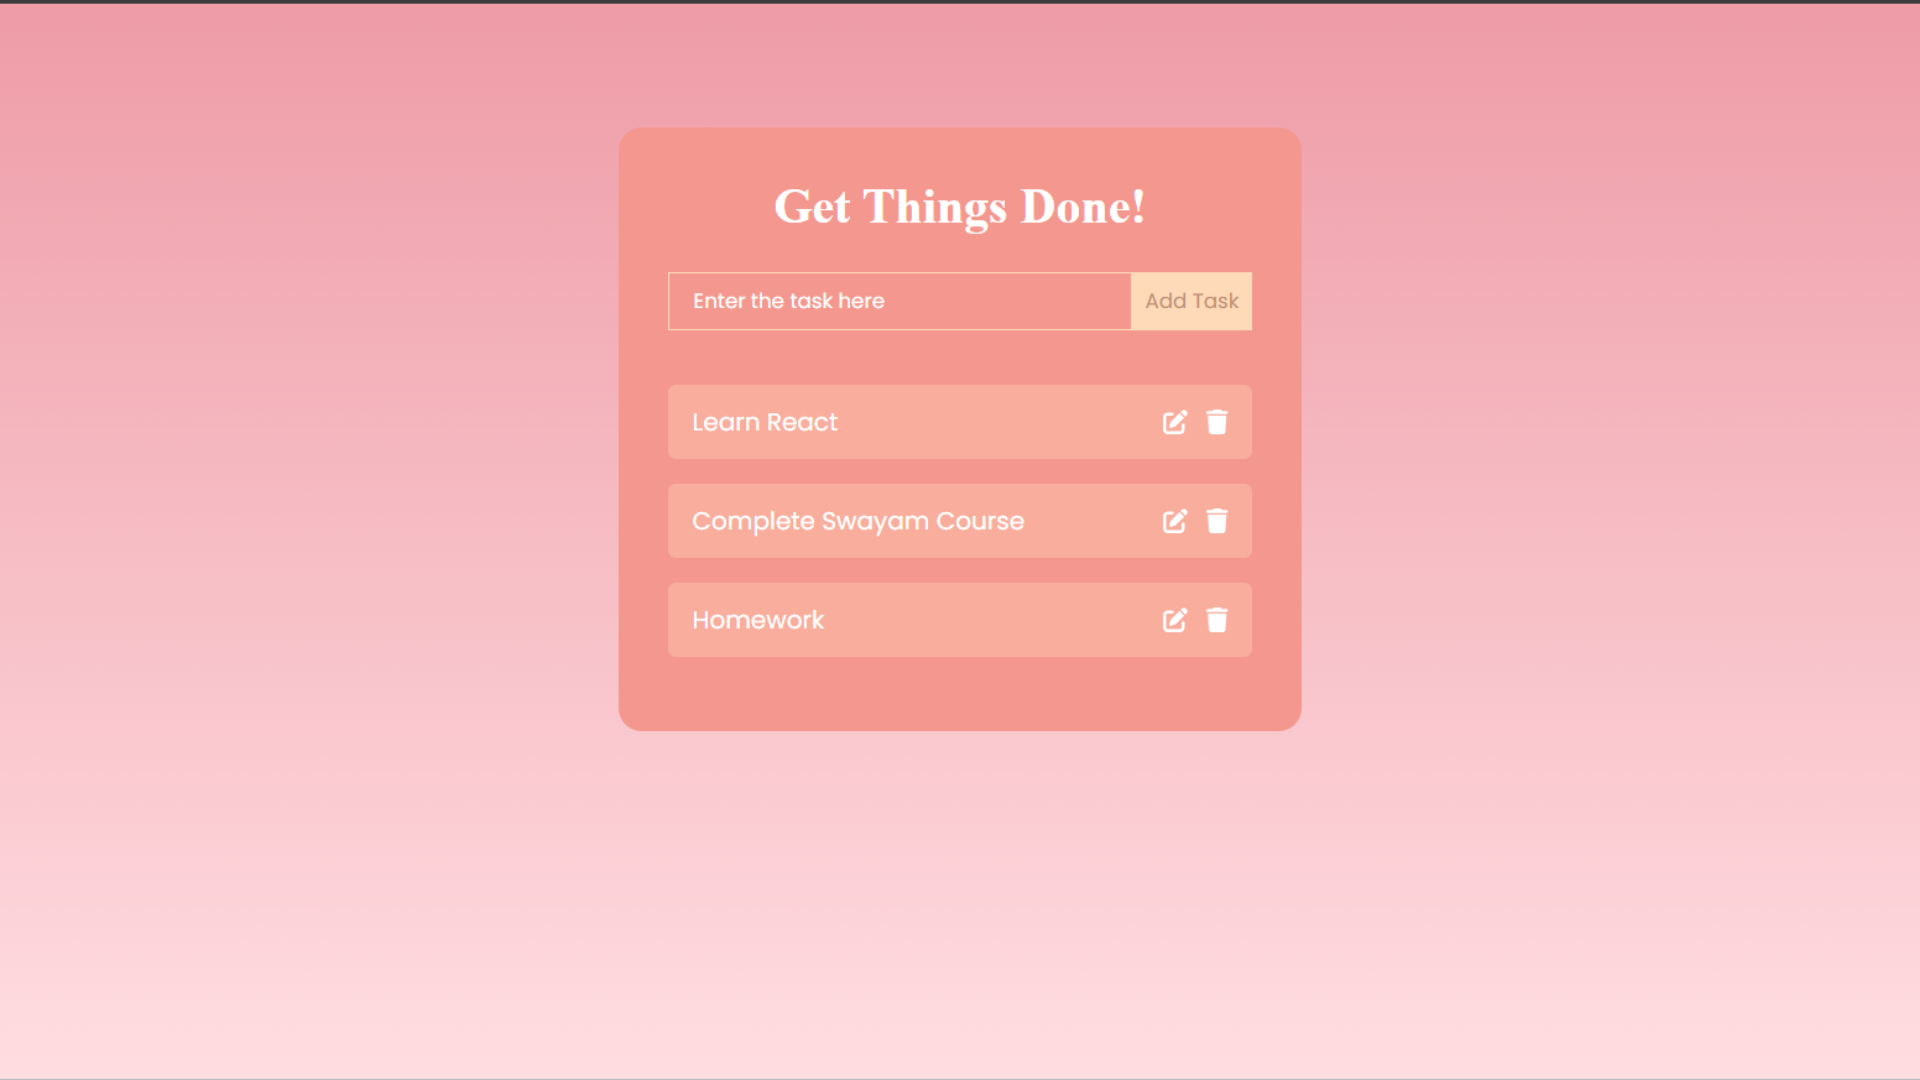 Get Things Done!
Enter the task here
Add Task
Learn React
Complete Swayam Course
Homework